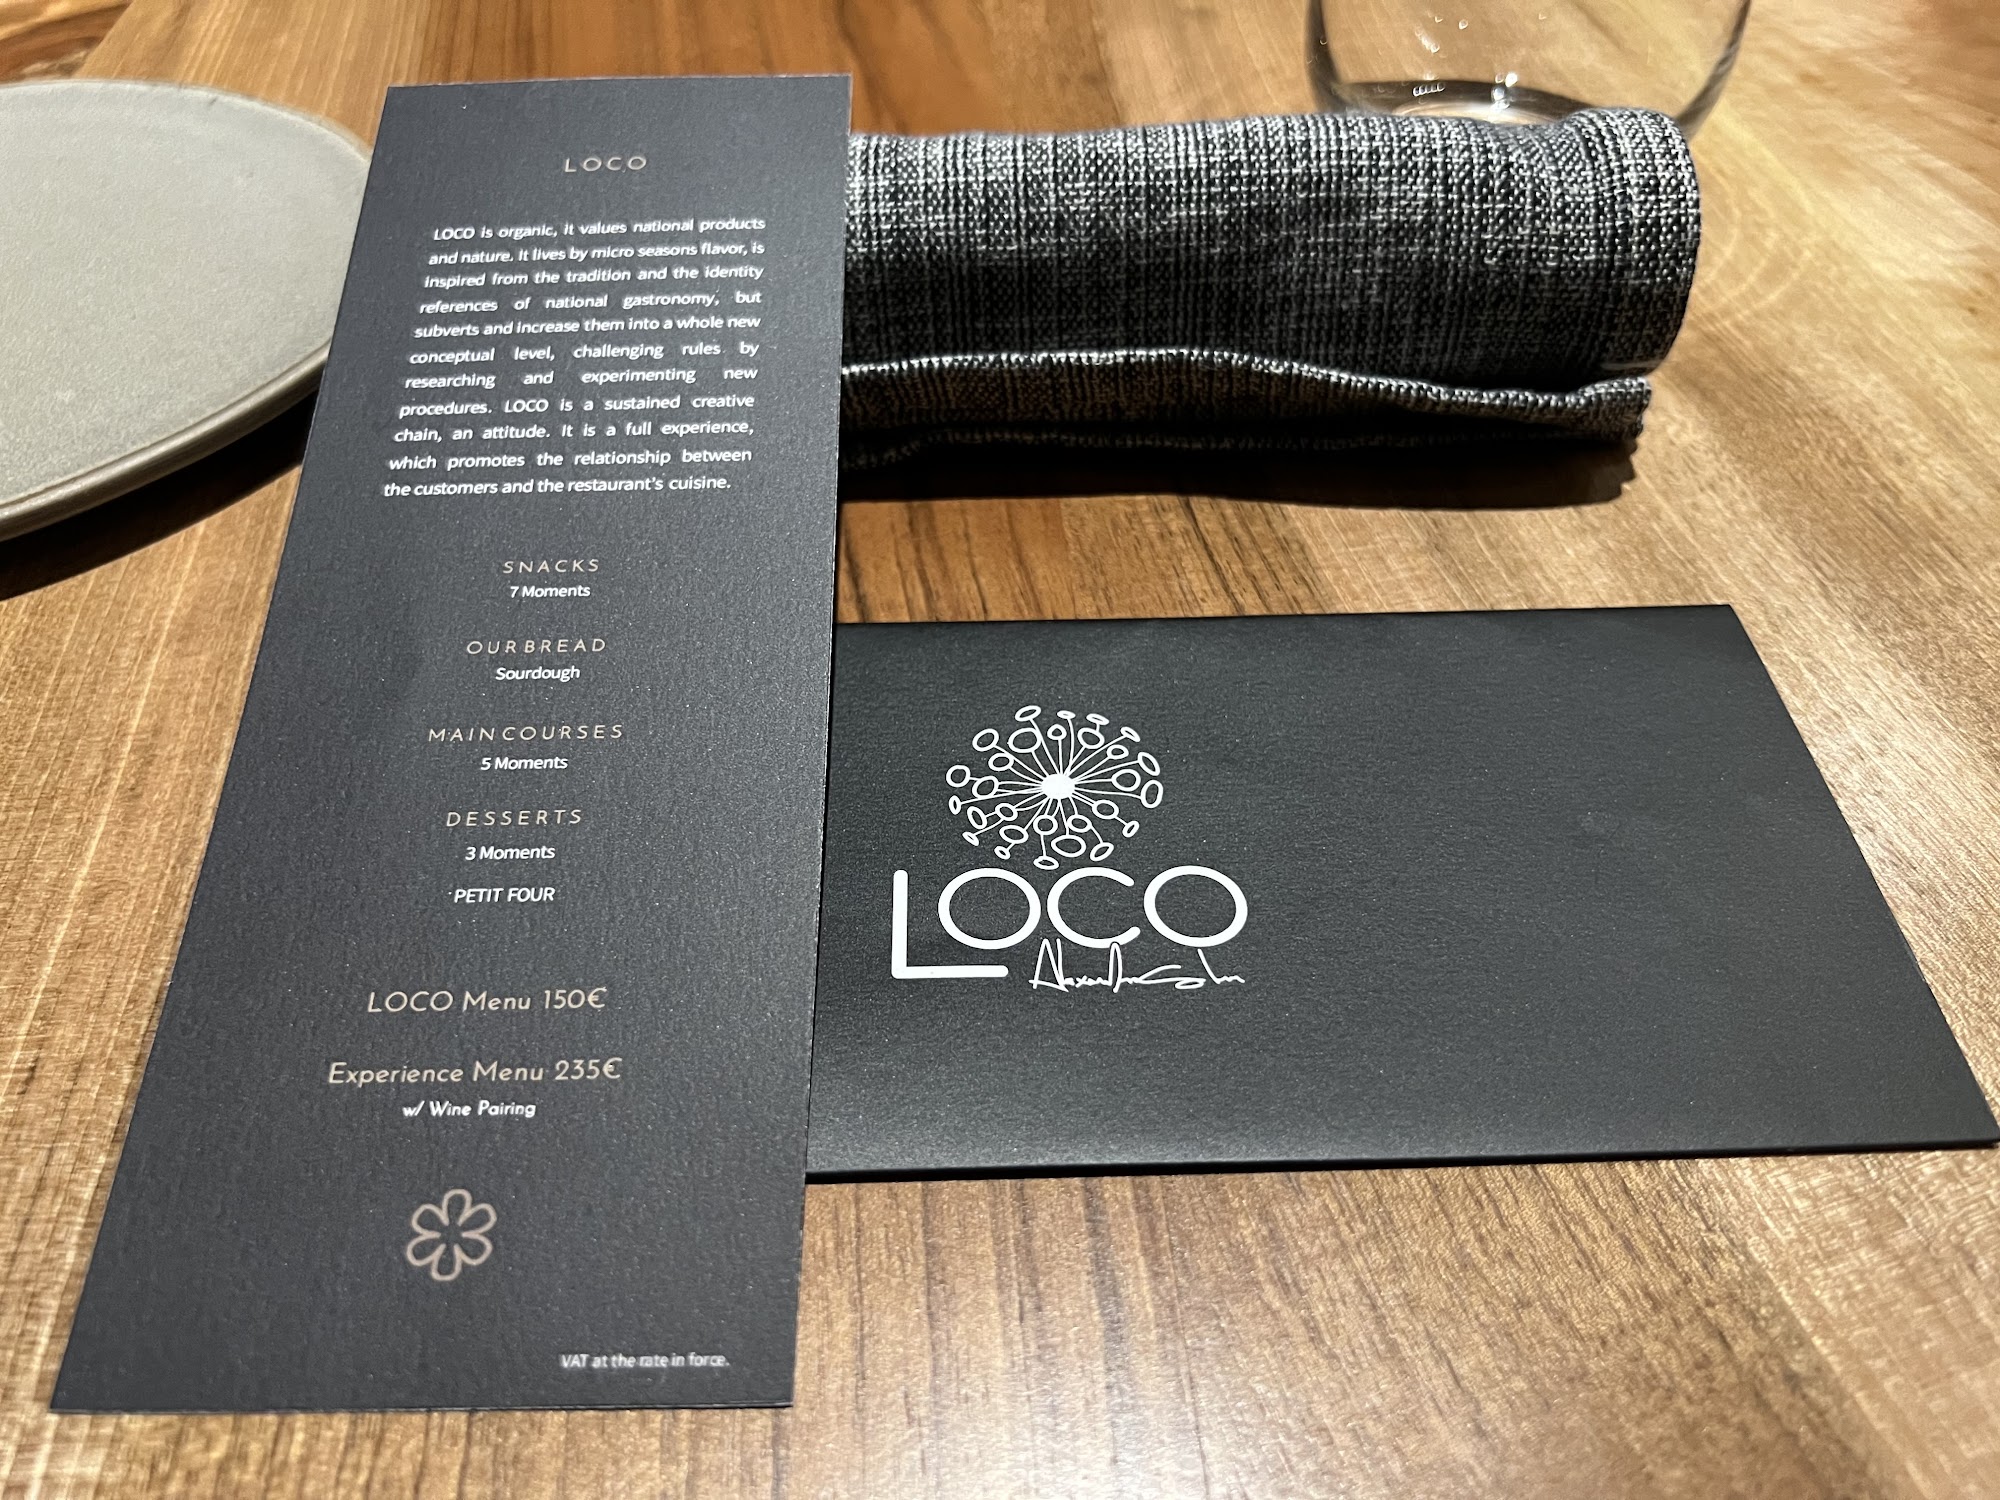 LOCO
LOCO is organic, it values national products
and nature. It lives by micro seasons flavor, is
inspired from the tradition and the identity
references of national gastronomy, but
subverts and increase them into a whole new
conceptual level, challenging rules by
researching and experimenting new
procedures. LOCO is a sustained creative
chain, an attitude. It is a full experience,
which promotes the relationship between
the customers and the restaurant's cuisine.
SNACKS
7 Moments
OUR BREAD
Sourdough
MAIN COURSES
5 Moments
DESSERTS
3 Moments
PETIT FOUR
LOCO Menu 150€
Experience Menu 235€
w/ Wine Pairing
VAT at the rate in force.
LOCO